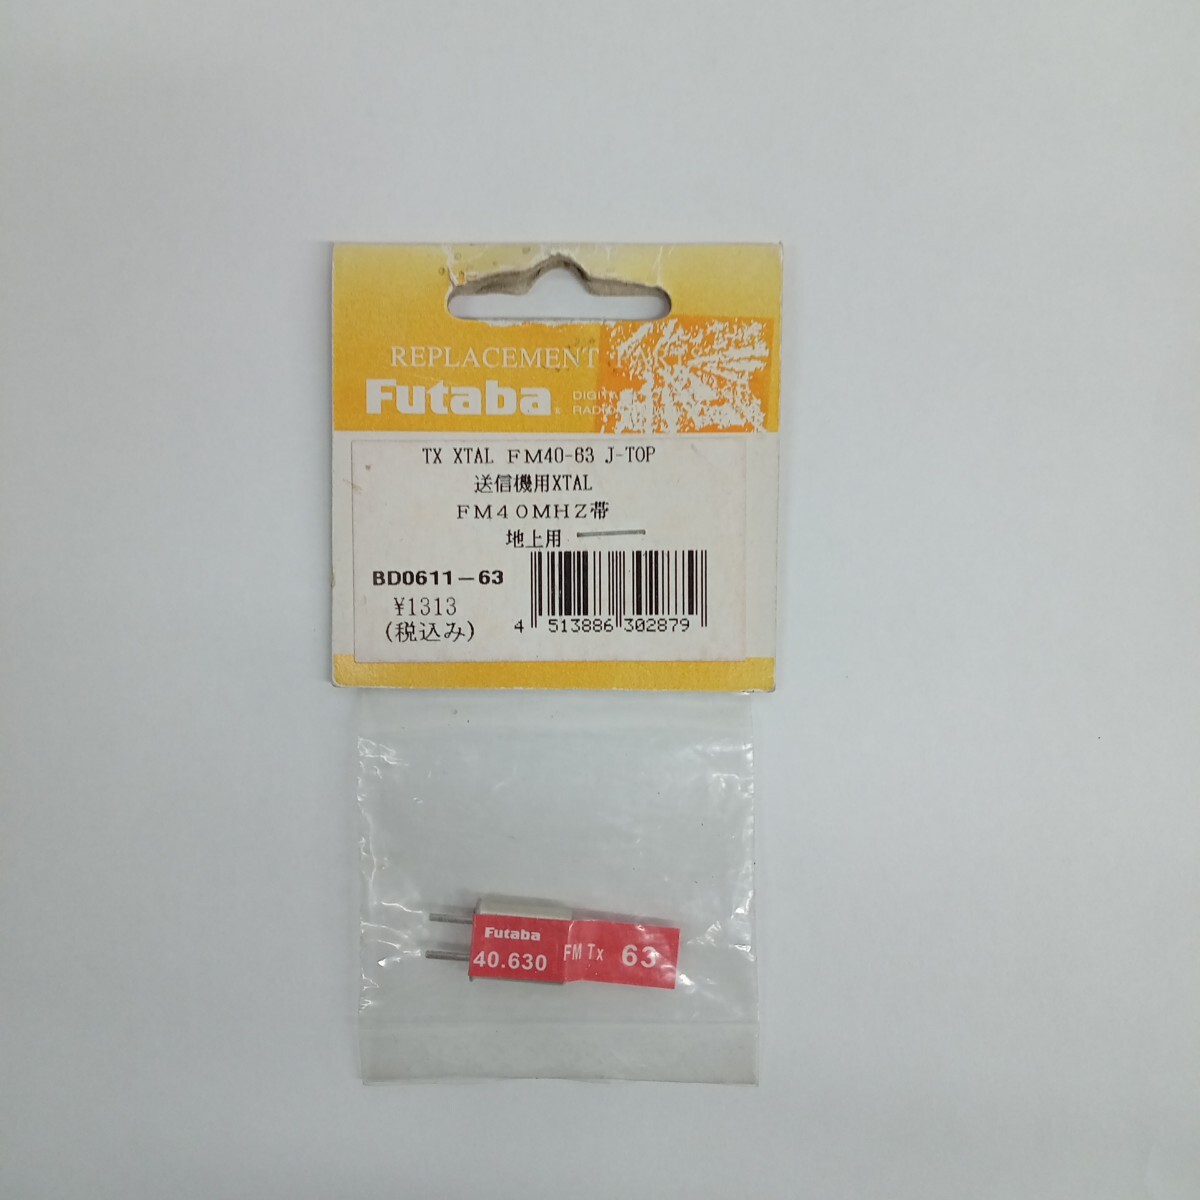 REPLACEMENT PARTS
Futaba
DIGIT
RADIO
TX XTAL FM40-63 J-TOP
送信機用XTAL
FM40MHZ帯
地上用
BD0611-63
¥1313
(税込み)
4 513886 302879
Futaba
40.630
FM Tx 63